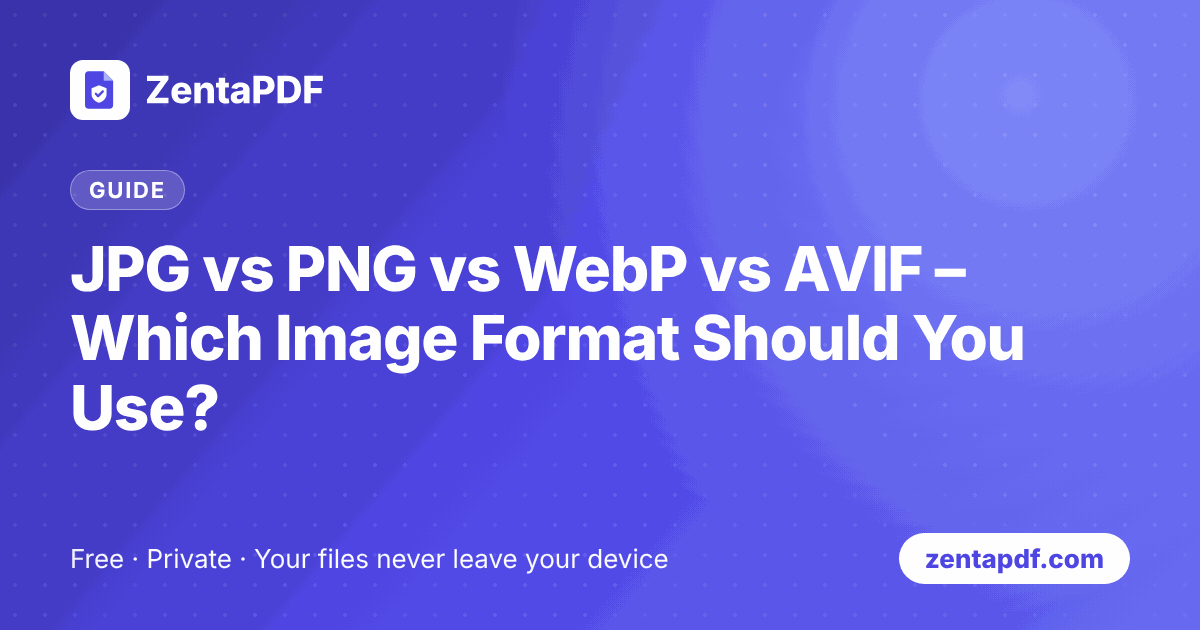 ZentaPDF
GUIDE
JPG vs PNG vs WebP vs AVIF –
Which Image Format Should You
Use?
Free · Private · Your files never leave your device
zentapdf.com